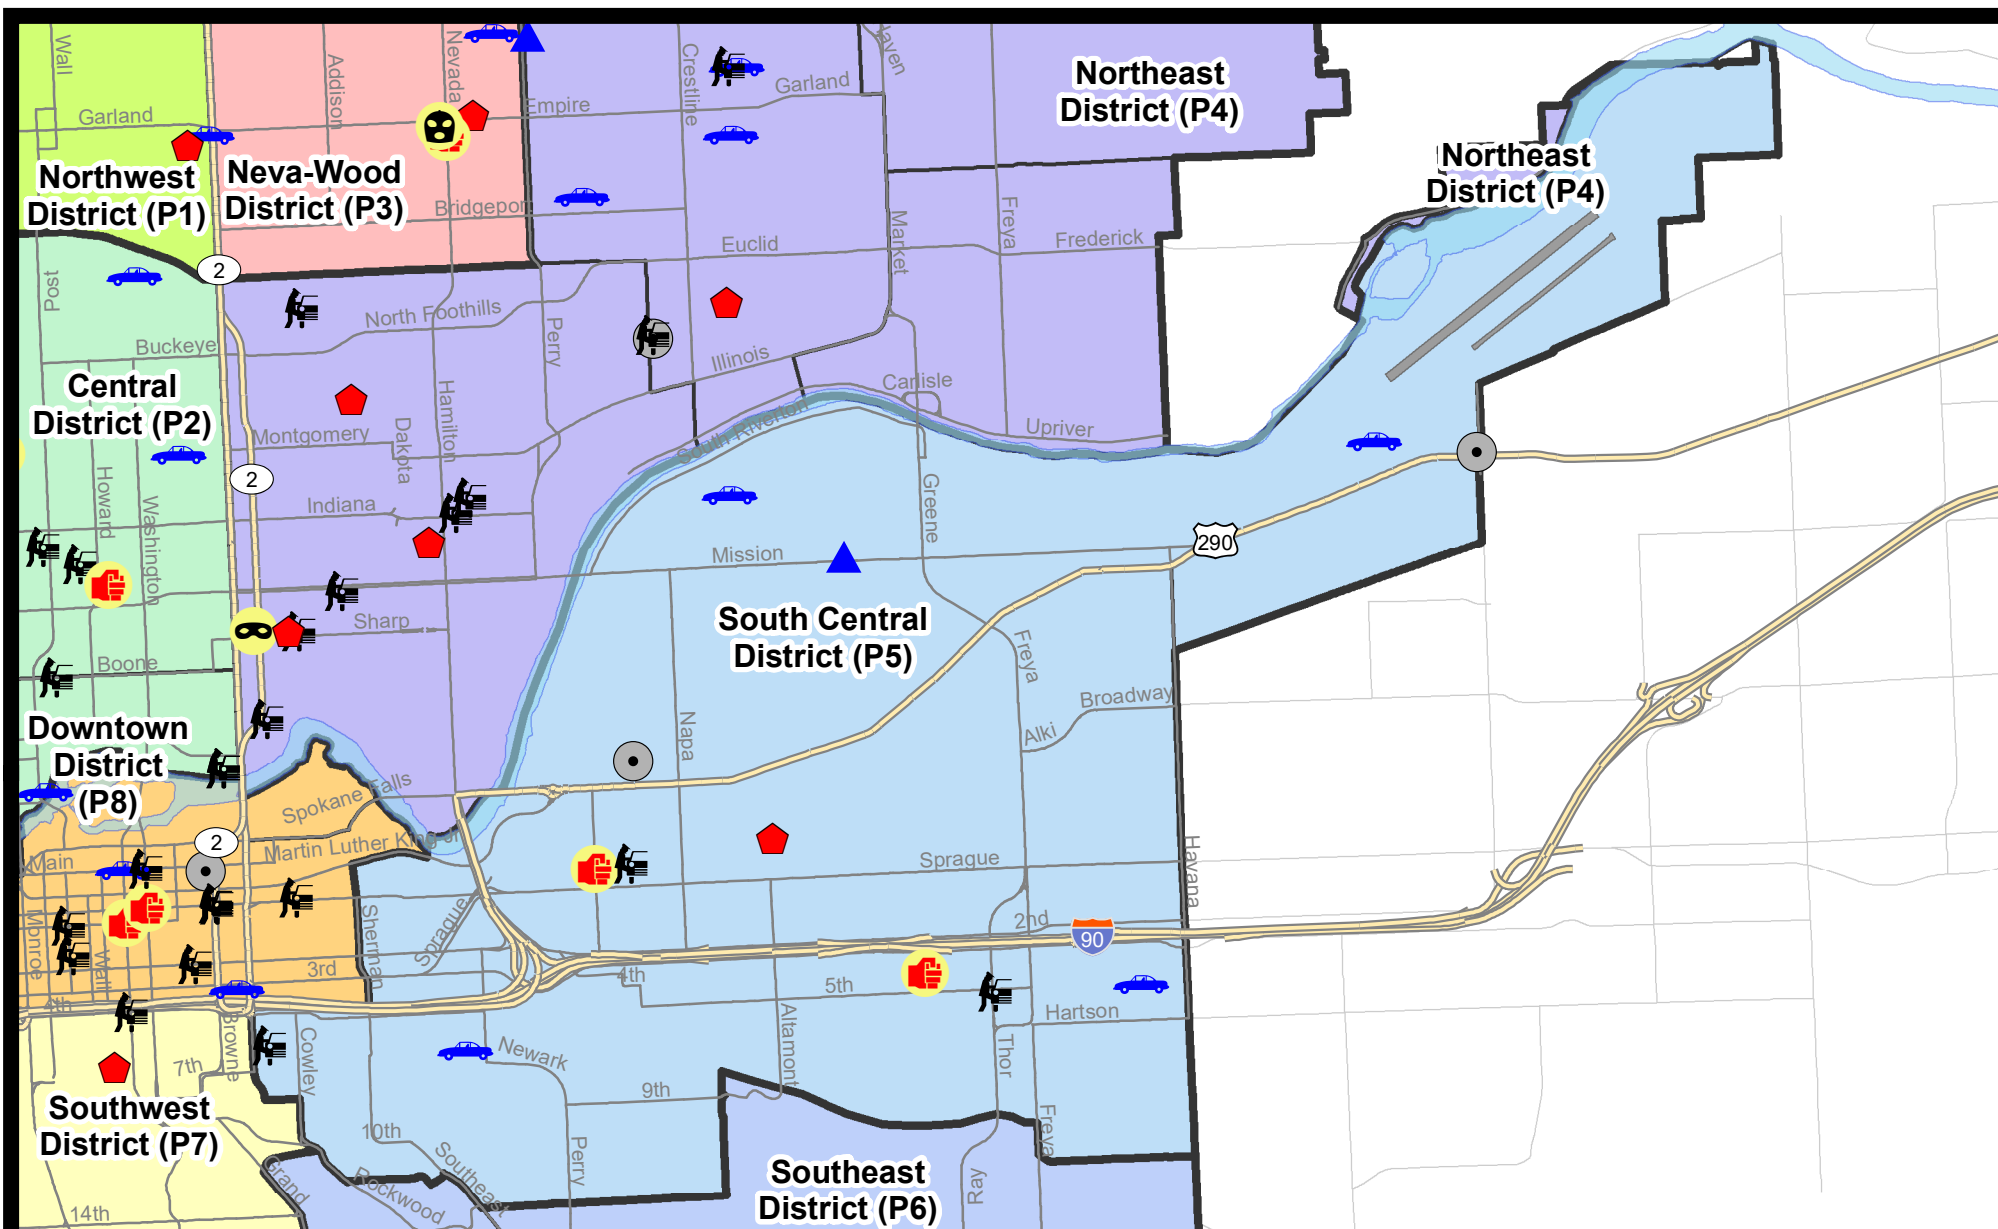 Wall
Garland
Northwest
District (P1)
Addison
Nevada
Neva-Wood
District (P3)
Empire
Bridgeport
Crestline
Garland
Haven
Northeast
District (P4)
Northeast
District (P4)
Euclid
Market
Freya
Frederick
2
Post
Buckeye
North Foothills
Perry
Illinois
Carlisle
Central
District (P2)
Montgomery
Dakota
Hamilton
South Riverton
Upriver
2
Howard
Washington
Indiana
Greene
Mission
290
Sharp
Boone
South Central
District (P5)
Freya
Broadway
Alki
Napa
Downtown
District
(P8)
Spokane Falls
2
Martin Luther King Jr
Main
Sprague
Havana
Monroe
Wall
Sherman
Sprague
2nd
90
3rd
4th
5th
4th
Hartson
Browne
Cowley
Newark
Altamont
Thor
7th
9th
Freya
Southwest
District (P7)
10th
Southeast
Perry
Grand
Rockwood
Southeast
District (P6)
Ray
14th